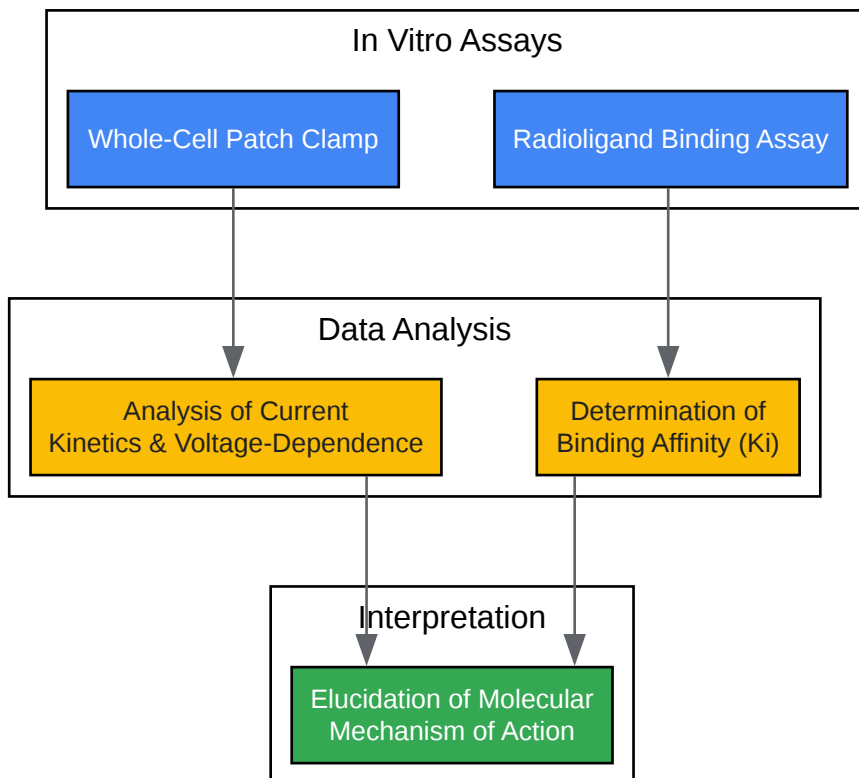 In Vitro Assays
Whole-Cell Patch Clamp
Radioligand Binding Assay
Data Analysis
Analysis of Current
Kinetics & Voltage-Dependence
Determination of
Binding Affinity (Ki)
Interpretation
Elucidation of Molecular
Mechanism of Action